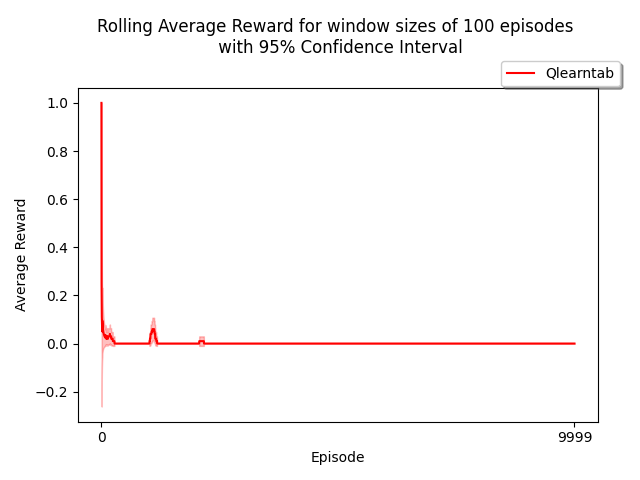 Rolling Average Reward for window sizes of 100 episodes
with 95% Confidence Interval
Qlearntab
1.0
0.8
0.6
0.4
0.2
0.0
−0.2
Average Reward
0
9999
Episode